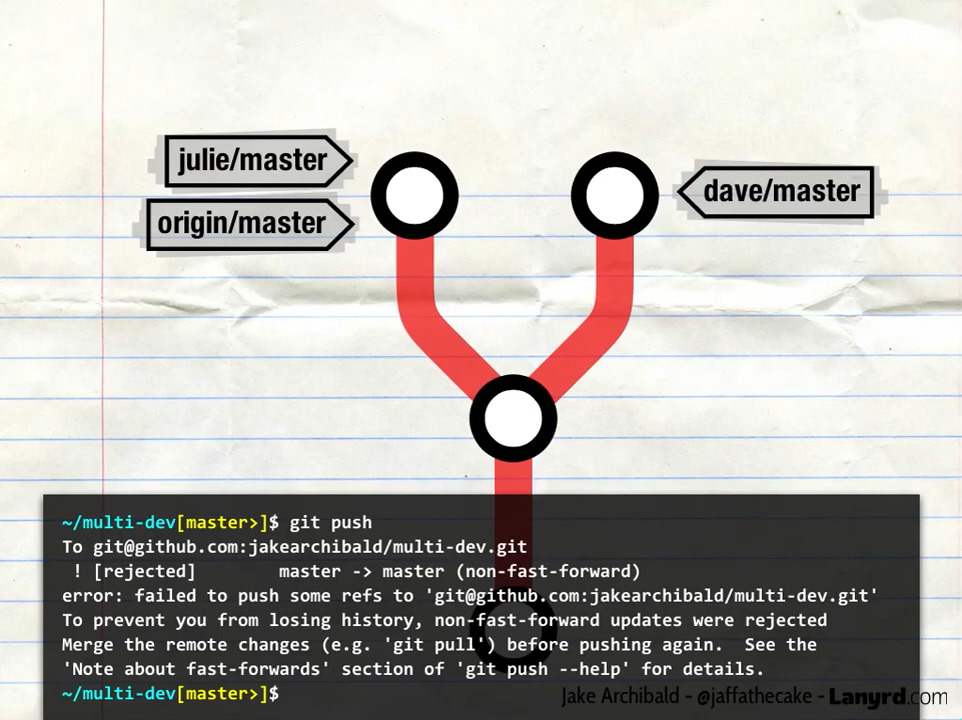 julie/master
origin/master
dave/master
~/multi-dev[master>]$ git push
To git@github.com:jakearchibald/multi-dev.git
! [rejected] master -> master (non-fast-forward)
error: failed to push some refs to 'git@github.com:jakearchibald/multi-dev.git'
To prevent you from losing history, non-fast-forward updates were rejected
Merge the remote changes (e.g. 'git pull') before pushing again. See the
'Note about fast-forwards' section of 'git push --help' for details.
~/multi-dev[master>]$
Jake Archibald - @jaffathecake - Lanyrd.com